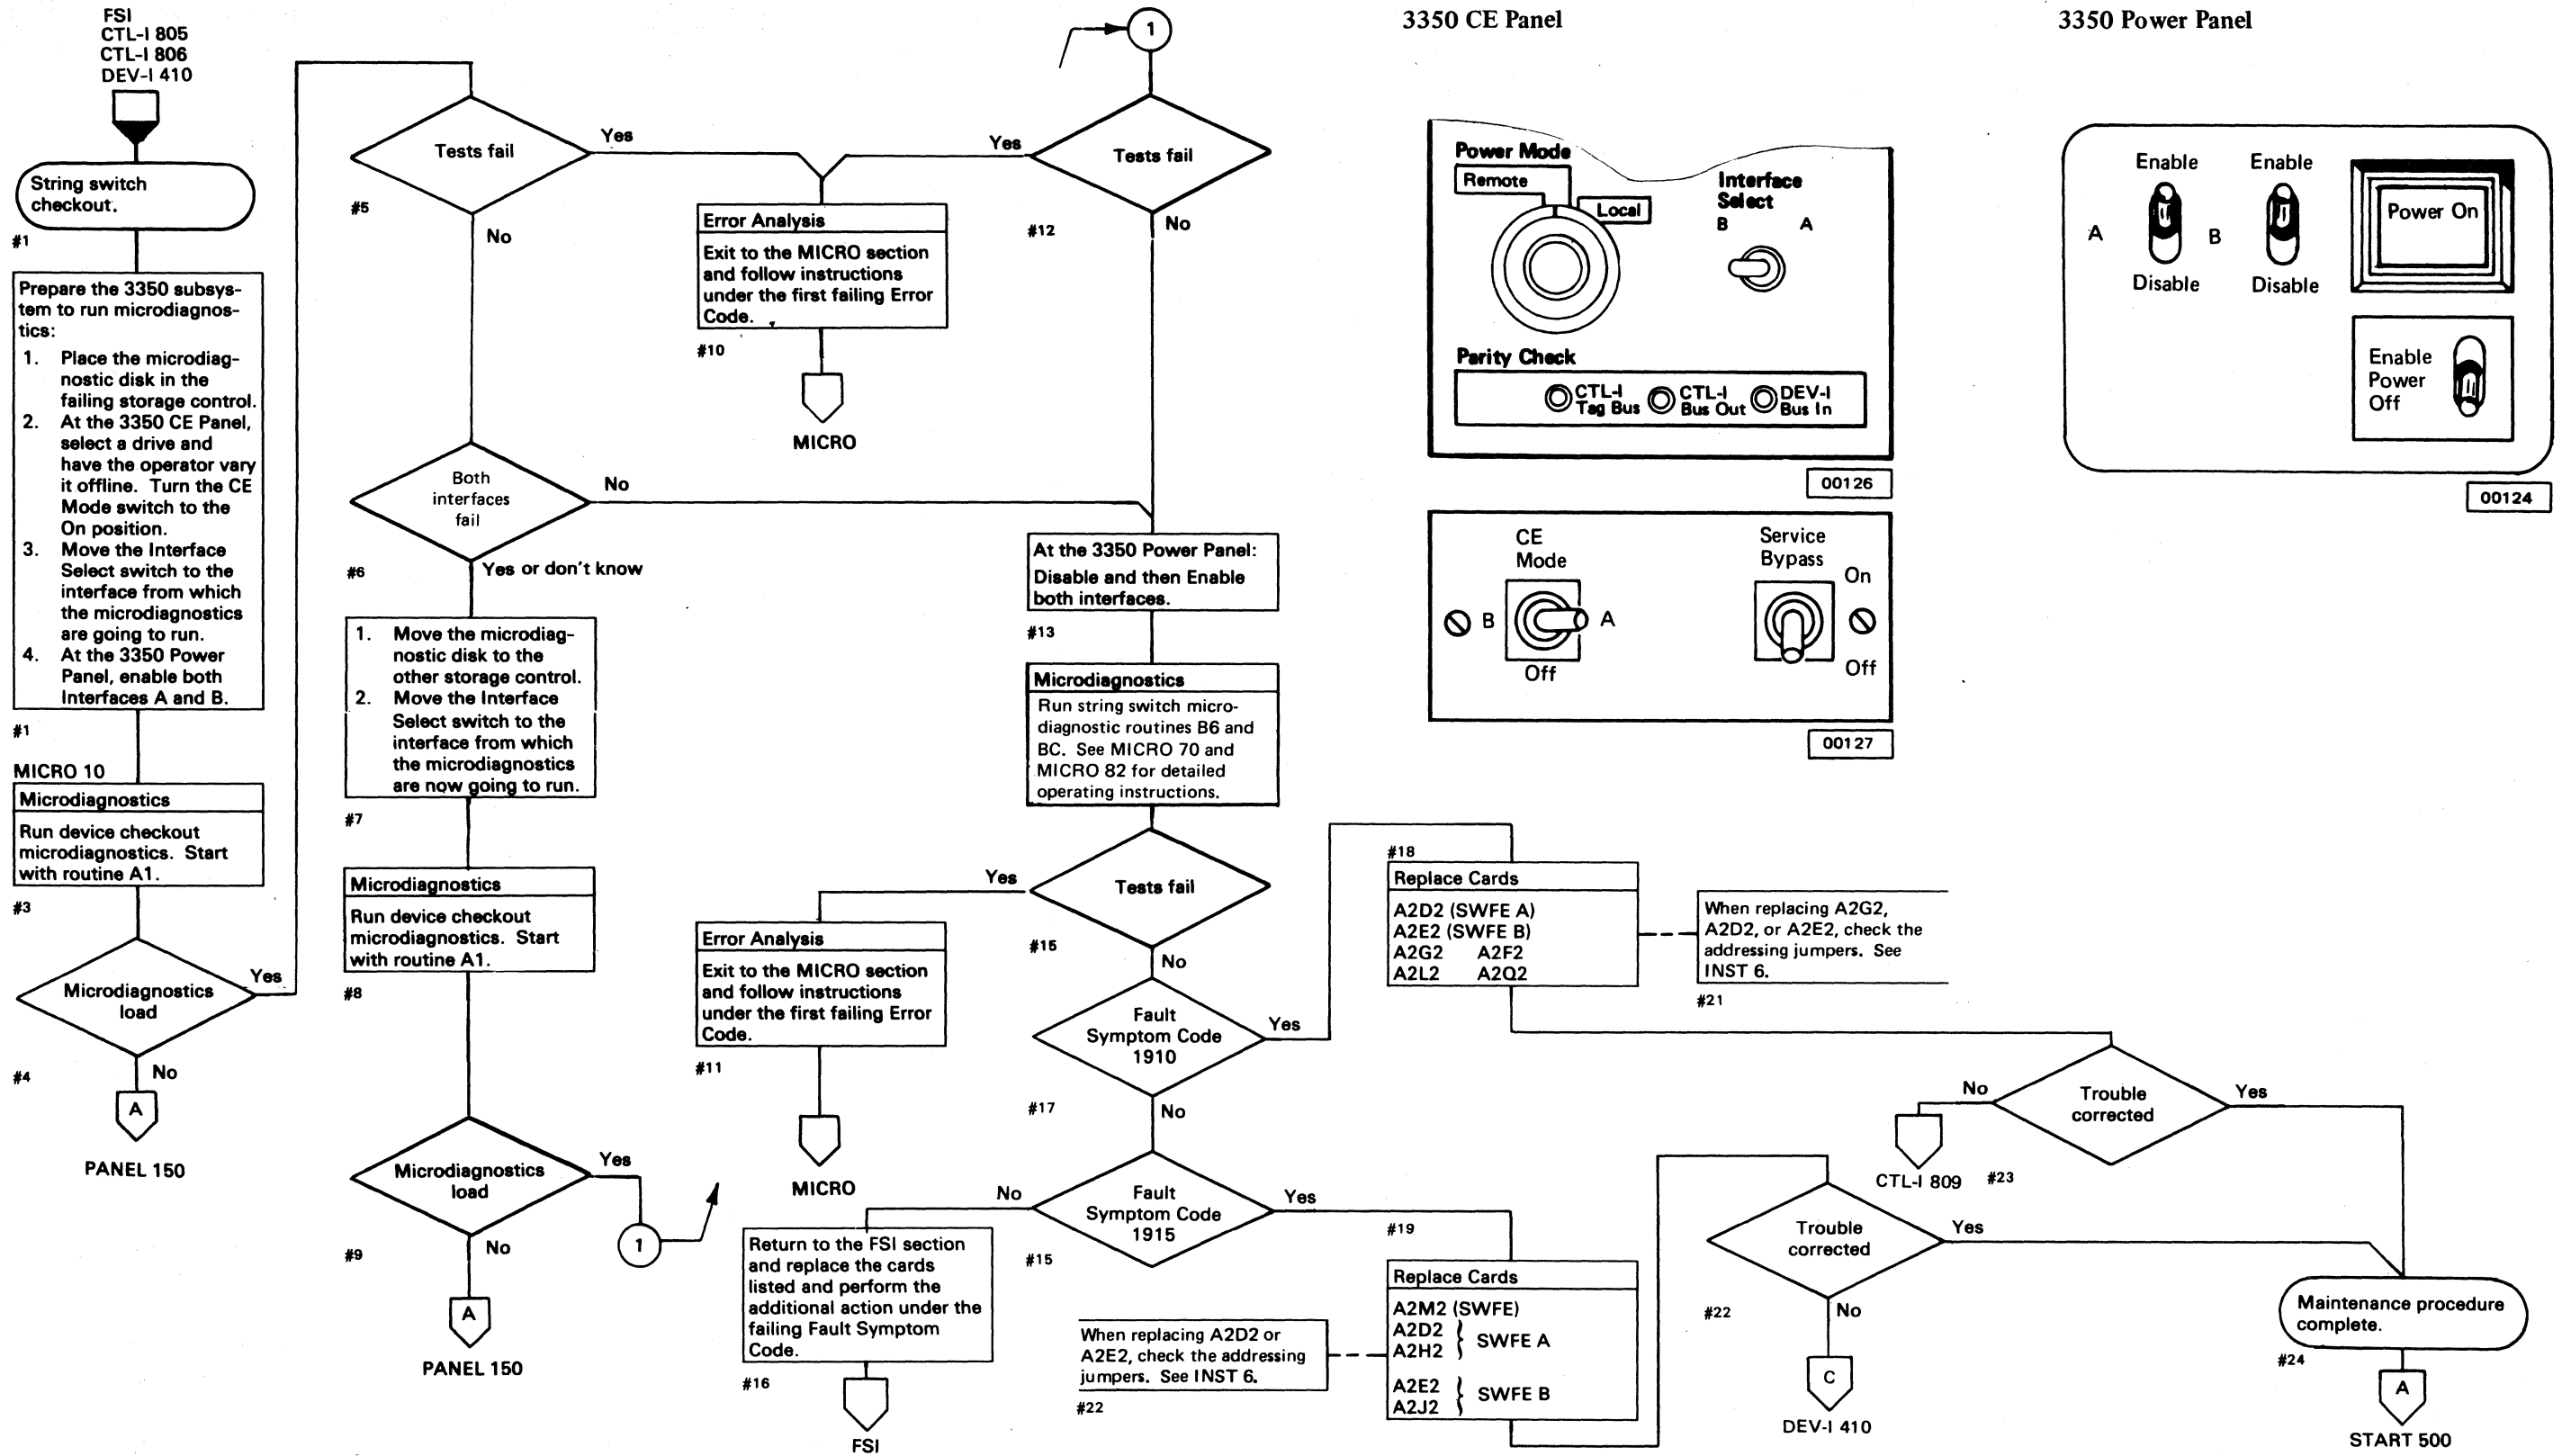 FSI
CTL-I 805
CTL-I 806
DEV-I 410
String switch
checkout.
#1
Prepare the 3350 subsys-
tem to run microdiagnos-
tics:
1. Place the microdiag-
nostic disk in the
failing storage control.
2. At the 3350 CE Panel,
select a drive and
have the operator vary
it offline. Turn the CE
Mode switch to the
On position.
3. Move the Interface
Select switch to the
interface from which
the microdiagnostics
are going to run.
4. At the 3350 Power
Panel, enable both
Interfaces A and B.
#1
MICRO 10
Microdiagnostics
Run device checkout
microdiagnostics. Start
with routine A1.
#3
Microdiagnostics
load
Yes
#4
No
A
PANEL 150
Tests fail
Yes
#5
No
Both
interfaces
fail
No
#6
Yes or don't know
1. Move the microdiag-
nostic disk to the
other storage control.
2. Move the Interface
Select switch to the
interface from which
the microdiagnostics
are now going to run.
#7
Microdiagnostics
Run device checkout
microdiagnostics. Start
with routine A1.
#8
Microdiagnostics
load
Yes
1
#9
No
A
PANEL 150
Error Analysis
Exit to the MICRO section
and follow instructions
under the first failing Error
Code.
#10
MICRO
1
Tests fail
Yes
#12
No
At the 3350 Power Panel:
Disable and then Enable
both interfaces.
#13
Microdiagnostics
Run string switch micro-
diagnostic routines B6 and
BC. See MICRO 70 and
MICRO 82 for detailed
operating instructions.
Tests fail
Yes
#15
No
Error Analysis
Exit to the MICRO section
and follow instructions
under the first failing Error
Code.
#11
MICRO
Fault
Symptom Code
1910
Yes
#17
No
Fault
Symptom Code
1915
No
Yes
#15
Return to the FSI section
and replace the cards
listed and perform the
additional action under the
failing Fault Symptom
Code.
#16
FSI
#18
Replace Cards
A2D2 (SWFE A)
A2E2 (SWFE B)
A2G2 A2F2
A2L2 A2Q2
When replacing A2G2,
A2D2, or A2E2, check the
addressing jumpers. See
INST 6.
#21
Trouble
corrected
No
Yes
CTL-I 809
#23
#19
Replace Cards
A2M2 (SWFE)
A2D2
A2H2
} SWFE A
A2E2
A2J2
} SWFE B
When replacing A2D2 or
A2E2, check the addressing
jumpers. See INST 6.
#22
Trouble
corrected
Yes
#22
No
C
DEV-I 410
Maintenance procedure
complete.
#24
A
START 500
3350 CE Panel
Power Mode
Remote
Local
Interface
Select
B A
Parity Check
CTL-I
Tag Bus
CTL-I
Bus Out
DEV-I
Bus In
00126
CE
Mode
B A
Off
Service
Bypass
On
Off
00127
3350 Power Panel
Enable Enable
A B
Disable Disable
Power On
Enable
Power
Off
00124